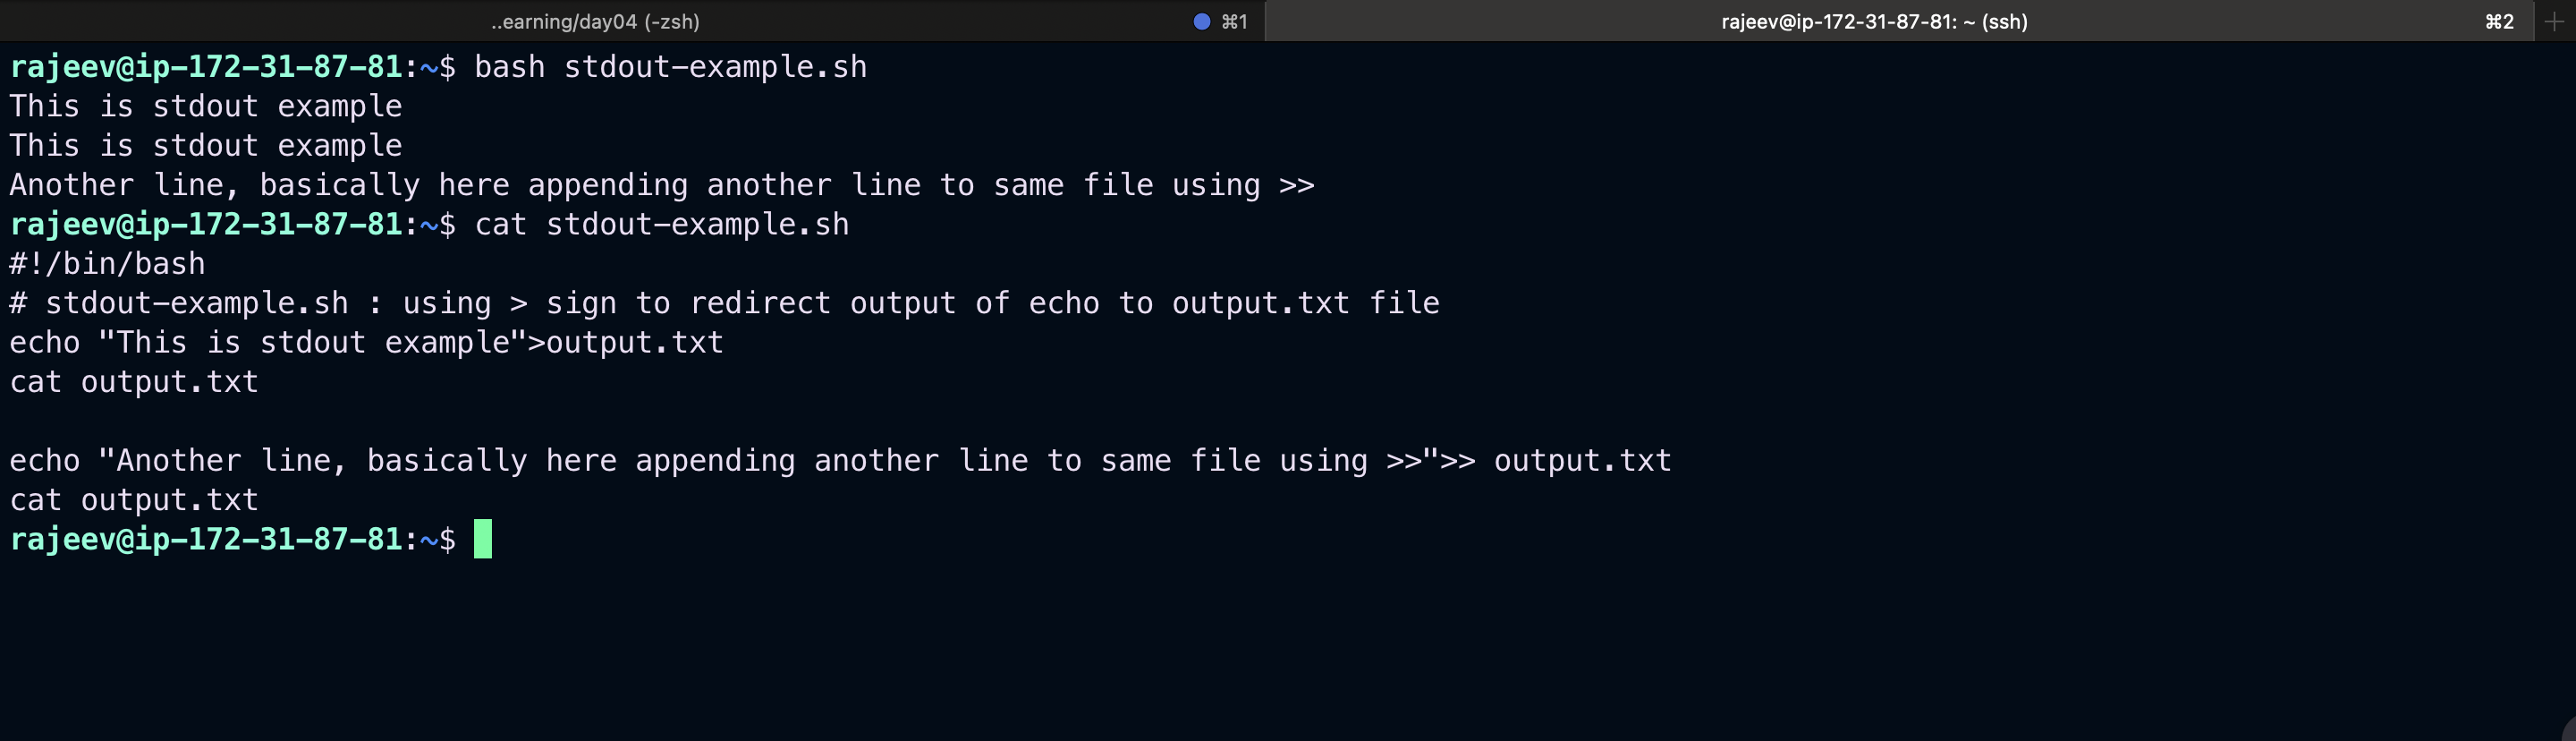 ..earning/day04 (-zsh) ⌘1 rajeev@ip-172-31-87-81: ~ (ssh) ⌘2 +
rajeev@ip-172-31-87-81:~$ bash stdout-example.sh
This is stdout example
This is stdout example
Another line, basically here appending another line to same file using >>
rajeev@ip-172-31-87-81:~$ cat stdout-example.sh
#!/bin/bash
# stdout-example.sh : using > sign to redirect output of echo to output.txt file
echo "This is stdout example">output.txt
cat output.txt
echo "Another line, basically here appending another line to same file using >>">> output.txt
cat output.txt
rajeev@ip-172-31-87-81:~$